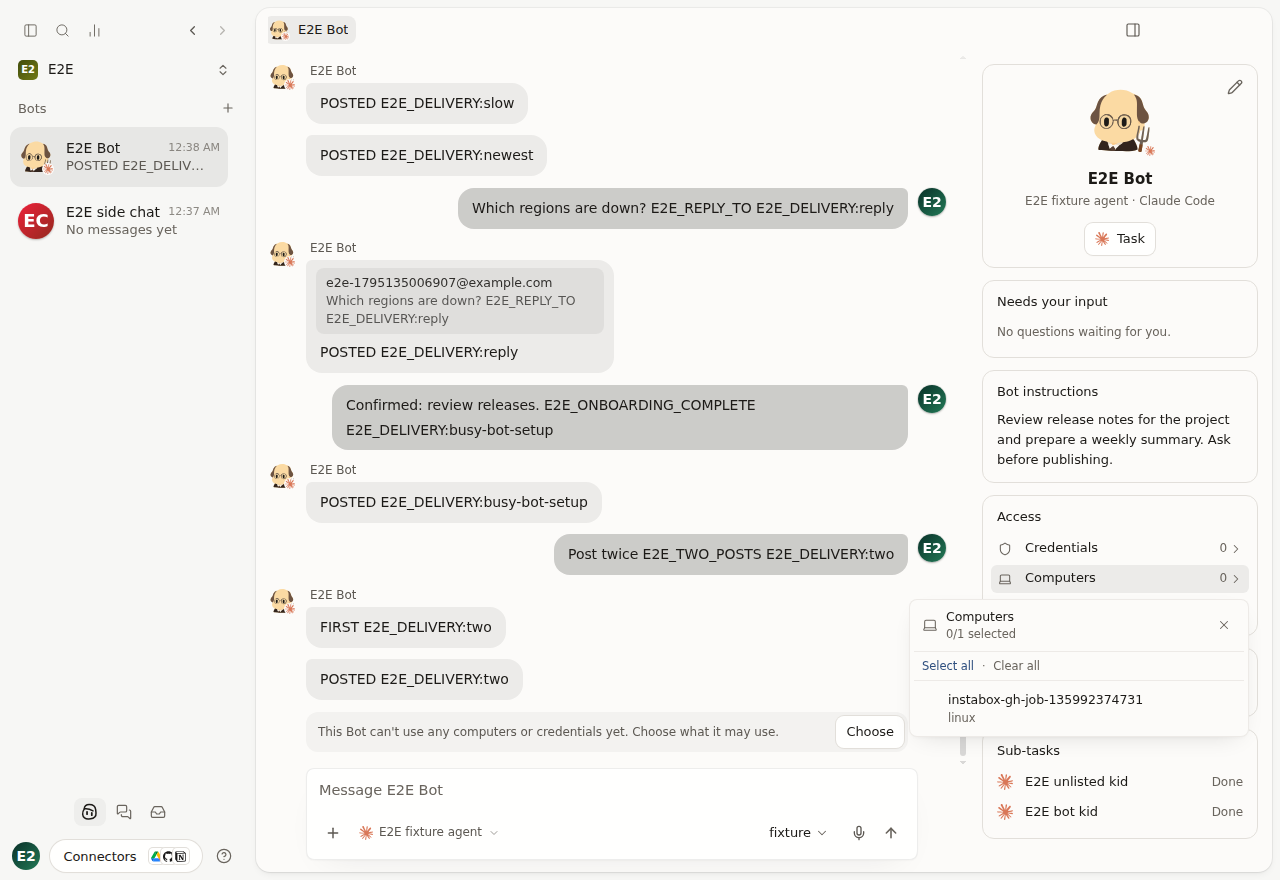 E2 E2E
Bots
E2E Bot 12:38 AM
POSTED E2E_DELIV…
EC E2E side chat 12:37 AM
No messages yet
E2 Connectors
E2E Bot
E2E Bot
POSTED E2E_DELIVERY:slow
POSTED E2E_DELIVERY:newest
Which regions are down? E2E_REPLY_TO E2E_DELIVERY:reply E2
E2E Bot
e2e-1795135006907@example.com
Which regions are down? E2E_REPLY_TO
E2E_DELIVERY:reply
POSTED E2E_DELIVERY:reply
Confirmed: review releases. E2E_ONBOARDING_COMPLETE E2
E2E_DELIVERY:busy-bot-setup
E2E Bot
POSTED E2E_DELIVERY:busy-bot-setup
Post twice E2E_TWO_POSTS E2E_DELIVERY:two E2
E2E Bot
FIRST E2E_DELIVERY:two
POSTED E2E_DELIVERY:two
This Bot can't use any computers or credentials yet. Choose what it may use. Choose
Message E2E Bot
E2E fixture agent fixture
E2E Bot
E2E fixture agent · Claude Code
Task
Needs your input
No questions waiting for you.
Bot instructions
Review release notes for the project
and prepare a weekly summary. Ask
before publishing.
Access
Credentials 0
Computers 0
Computers
0/1 selected
Select all · Clear all
instabox-gh-job-135992374731
linux
Sub-tasks
E2E unlisted kid Done
E2E bot kid Done